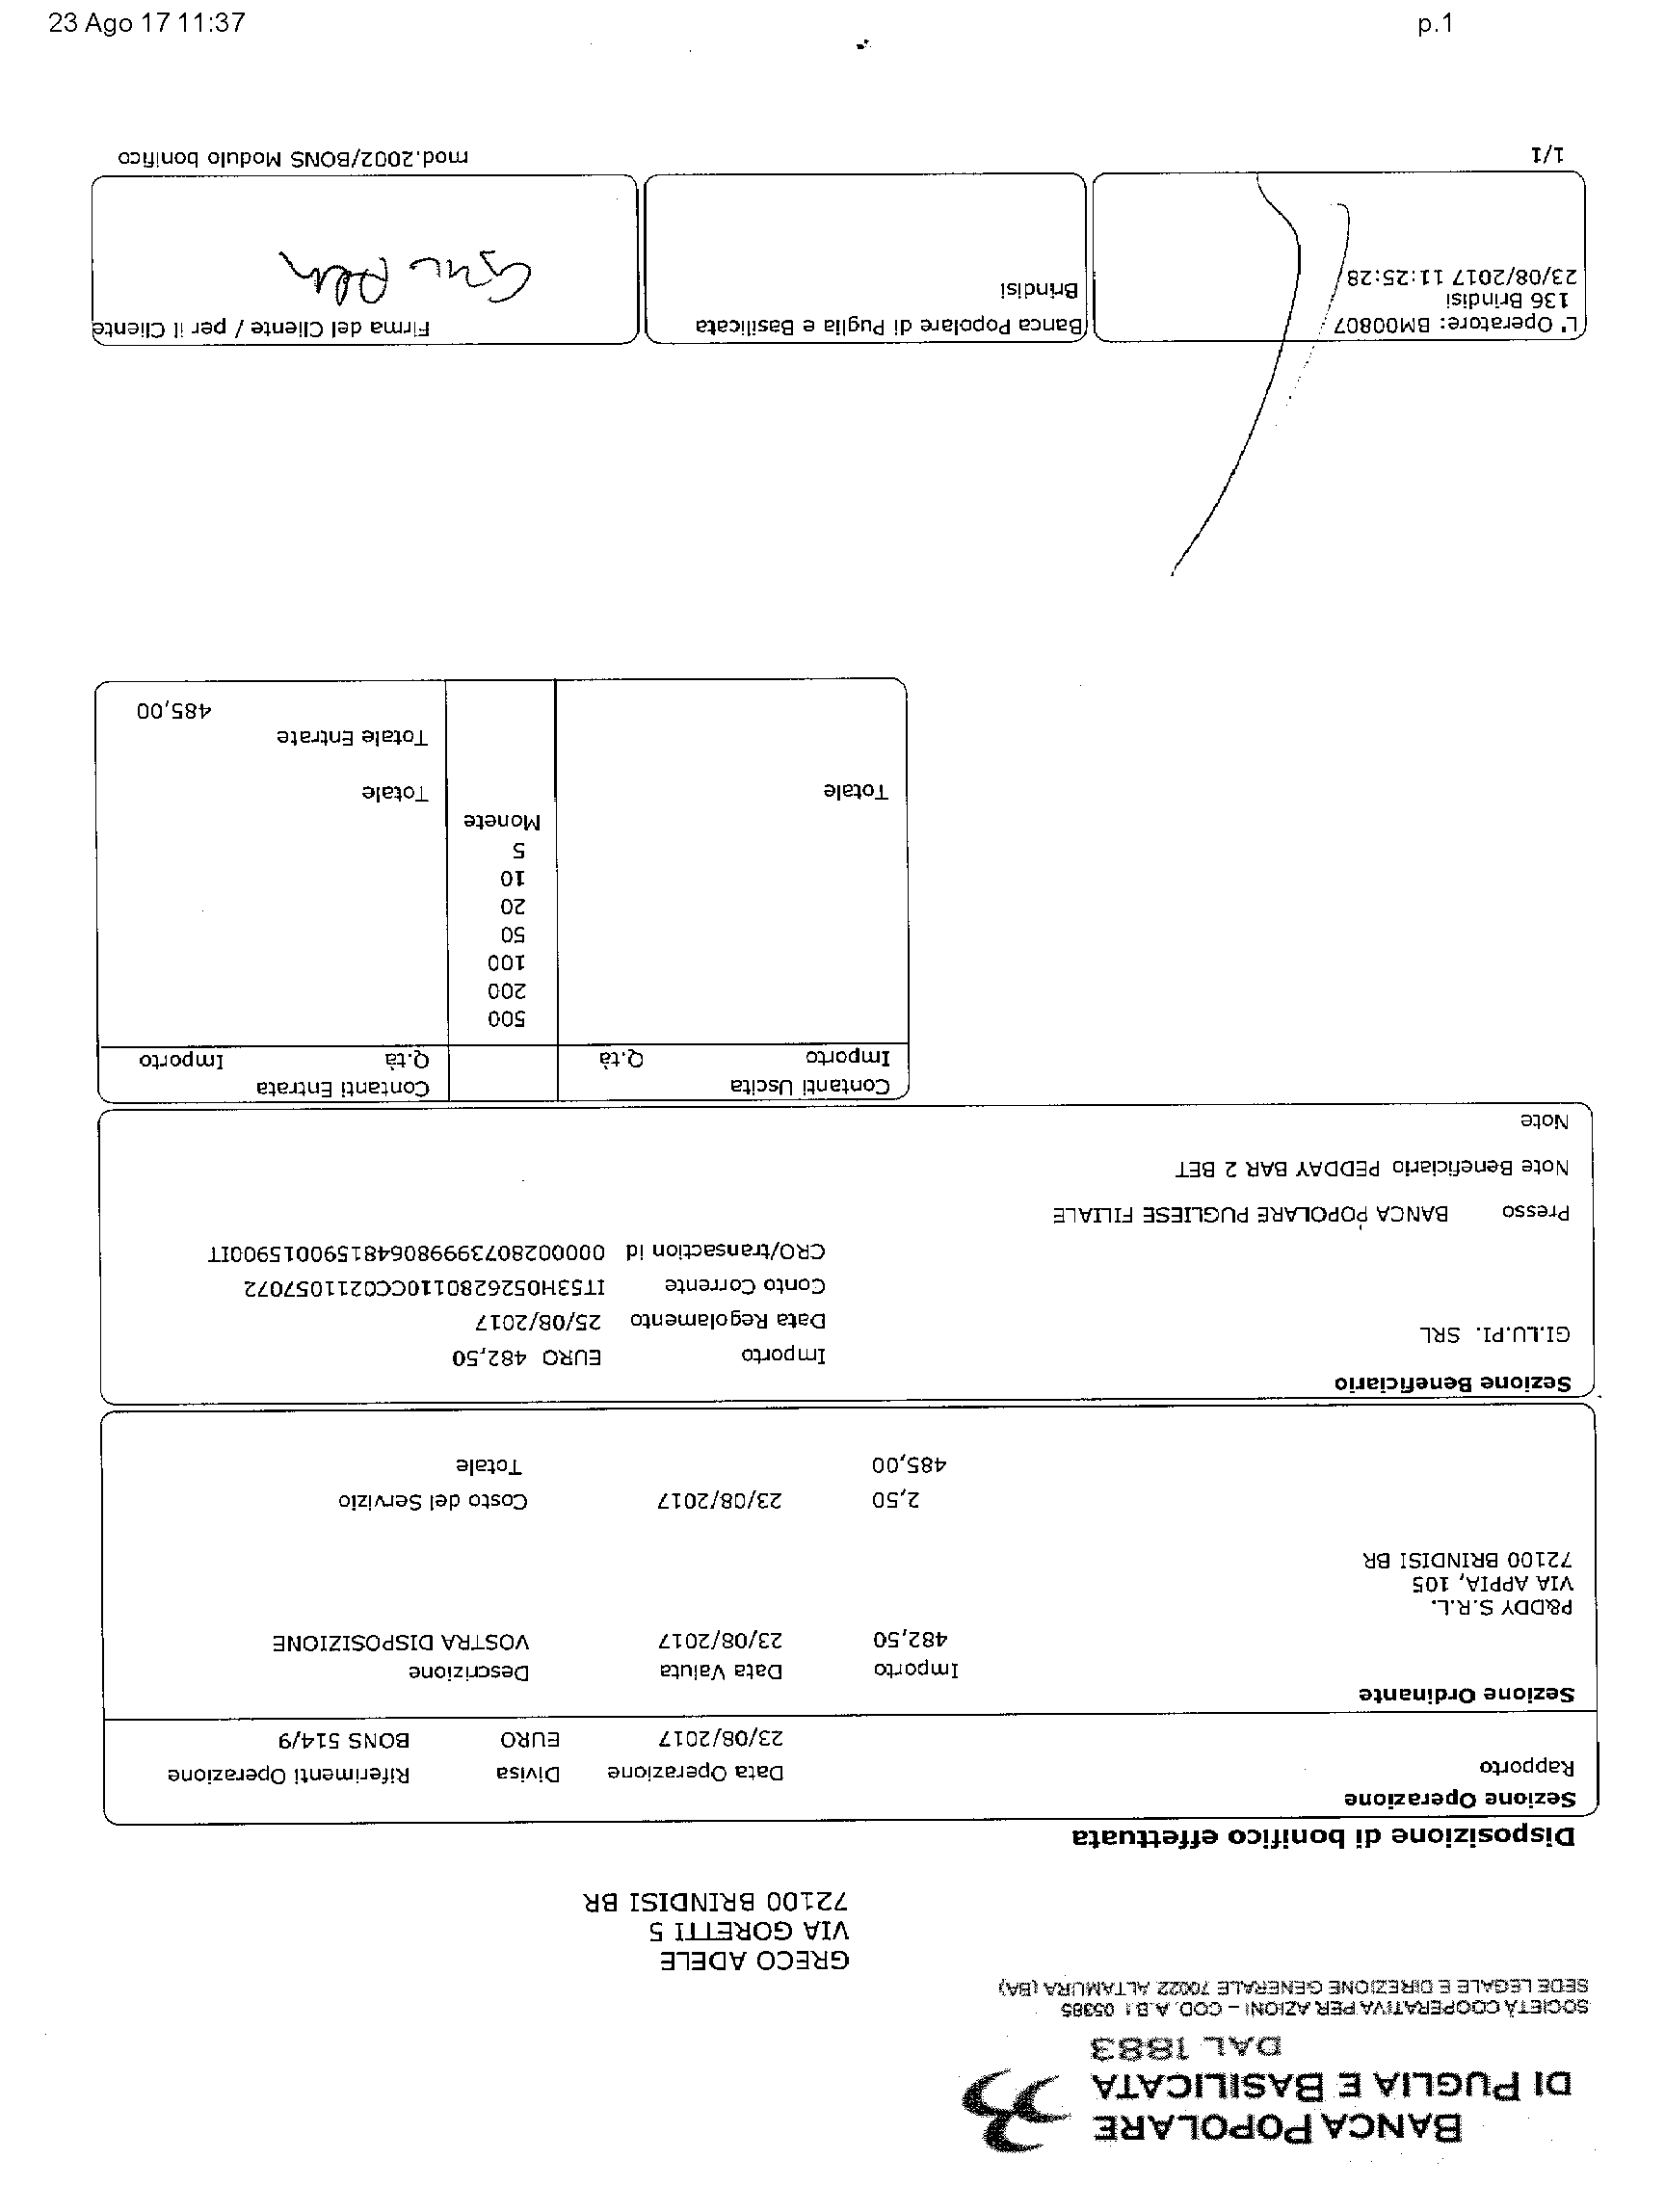 23 Ago 17 11:37
p.1
BANCA POPOLARE
DI PUGLIA E BASILICATA
DAL 1883
SOCIETÀ COOPERATIVA PER AZIONI - COD. A.B.I. 05385
SEDE LEGALE E DIREZIONE GENERALE 70022 ALTAMURA (BA)
GRECO ADELE
VIA GORETTI 5
72100 BRINDISI BR
Disposizione di bonifico effettuata
Sezione Operazione
Rapporto Data Operazione Divisa Riferimenti Operazione
23/08/2017 EURO BONS 514/9
Sezione Ordinante
Importo Data Valuta Descrizione
482,50 23/08/2017 VOSTRA DISPOSIZIONE
P&DDY S.R.L.
VIA APPIA, 105
72100 BRINDISI BR
2,50 23/08/2017 Costo del Servizio
485,00 Totale
Sezione Beneficiario
Importo EURO 482,50
GI.LU.PI. SRL
Data Regolamento 25/08/2017
Conto Corrente IT53H0526280110CC0211057072
CRO/transaction id 0000028073999806481590015900IT
Presso BANCA POPOLARE PUGLIESE FILIALE
Note Beneficiario PEDDAY BAR 2 BET
Note
Contanti Uscita Contanti Entrata
Importo Q.tà Q.tà Importo
500
200
100
50
20
10
5
Monete
Totale Totale
Totale Entrate
485,00
L' Operatore: BM00807 Banca Popolare di Puglia e Basilicata Firma del Cliente / per il Cliente
136 Brindisi Brindisi
23/08/2017 11:25:28
1/1 mod.2002/BONS Modulo bonifico